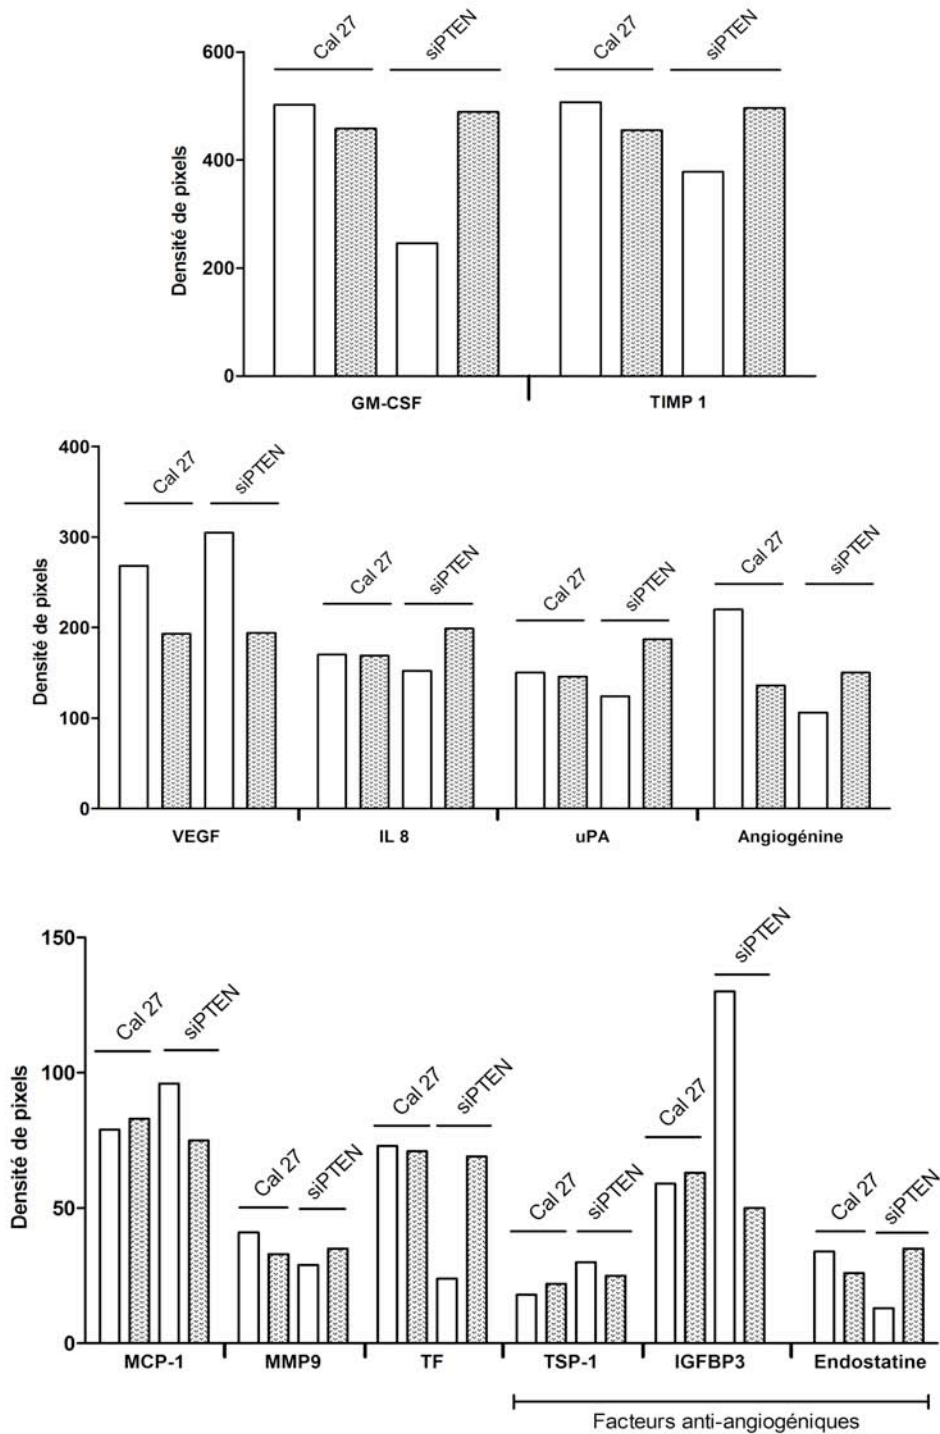 Cal 27 siPTEN Cal 27 siPTEN
600
400
200
0
Densité de pixels
GM-CSF TIMP 1
400
300
200
100
0
Densité de pixels
Cal 27 siPTEN Cal 27 siPTEN Cal 27 siPTEN Cal 27 siPTEN
VEGF IL 8 uPA Angiogénine
150
100
50
0
Densité de pixels
Cal 27 siPTEN Cal 27 siPTEN Cal 27 siPTEN Cal 27 siPTEN Cal 27 siPTEN Cal 27 siPTEN
MCP-1 MMP9 TF TSP-1 IGFBP3 Endostatine
Facteurs anti-angiogéniques